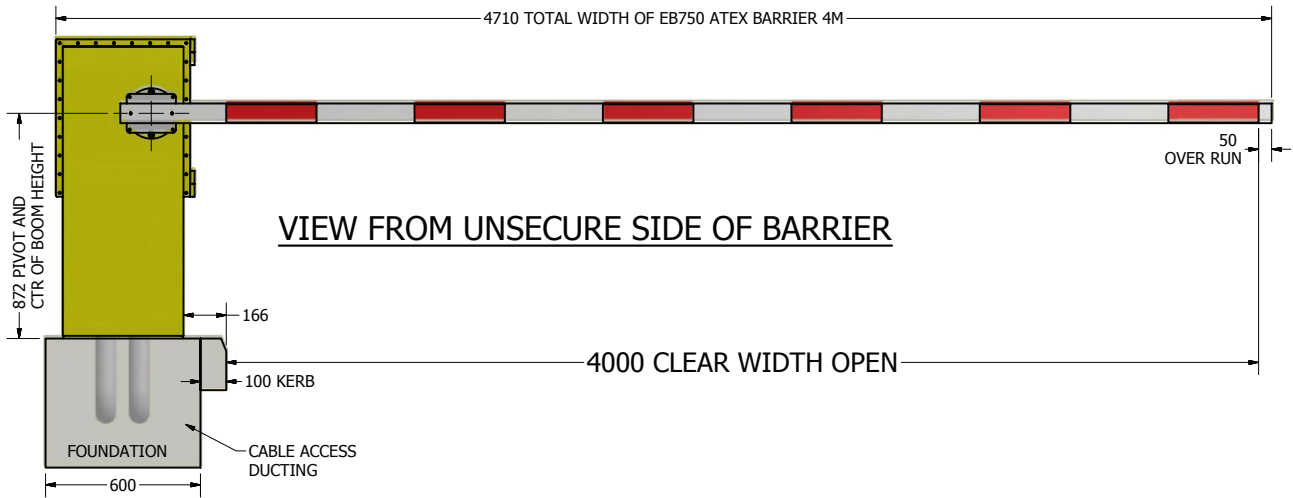 4710 TOTAL WIDTH OF EB750 ATEX BARRIER 4M
50
OVER RUN
872 PIVOT AND
CTR OF BOOM HEIGHT
VIEW FROM UNSECURE SIDE OF BARRIER
166
4000 CLEAR WIDTH OPEN
100 KERB
FOUNDATION
CABLE ACCESS
DUCTING
600